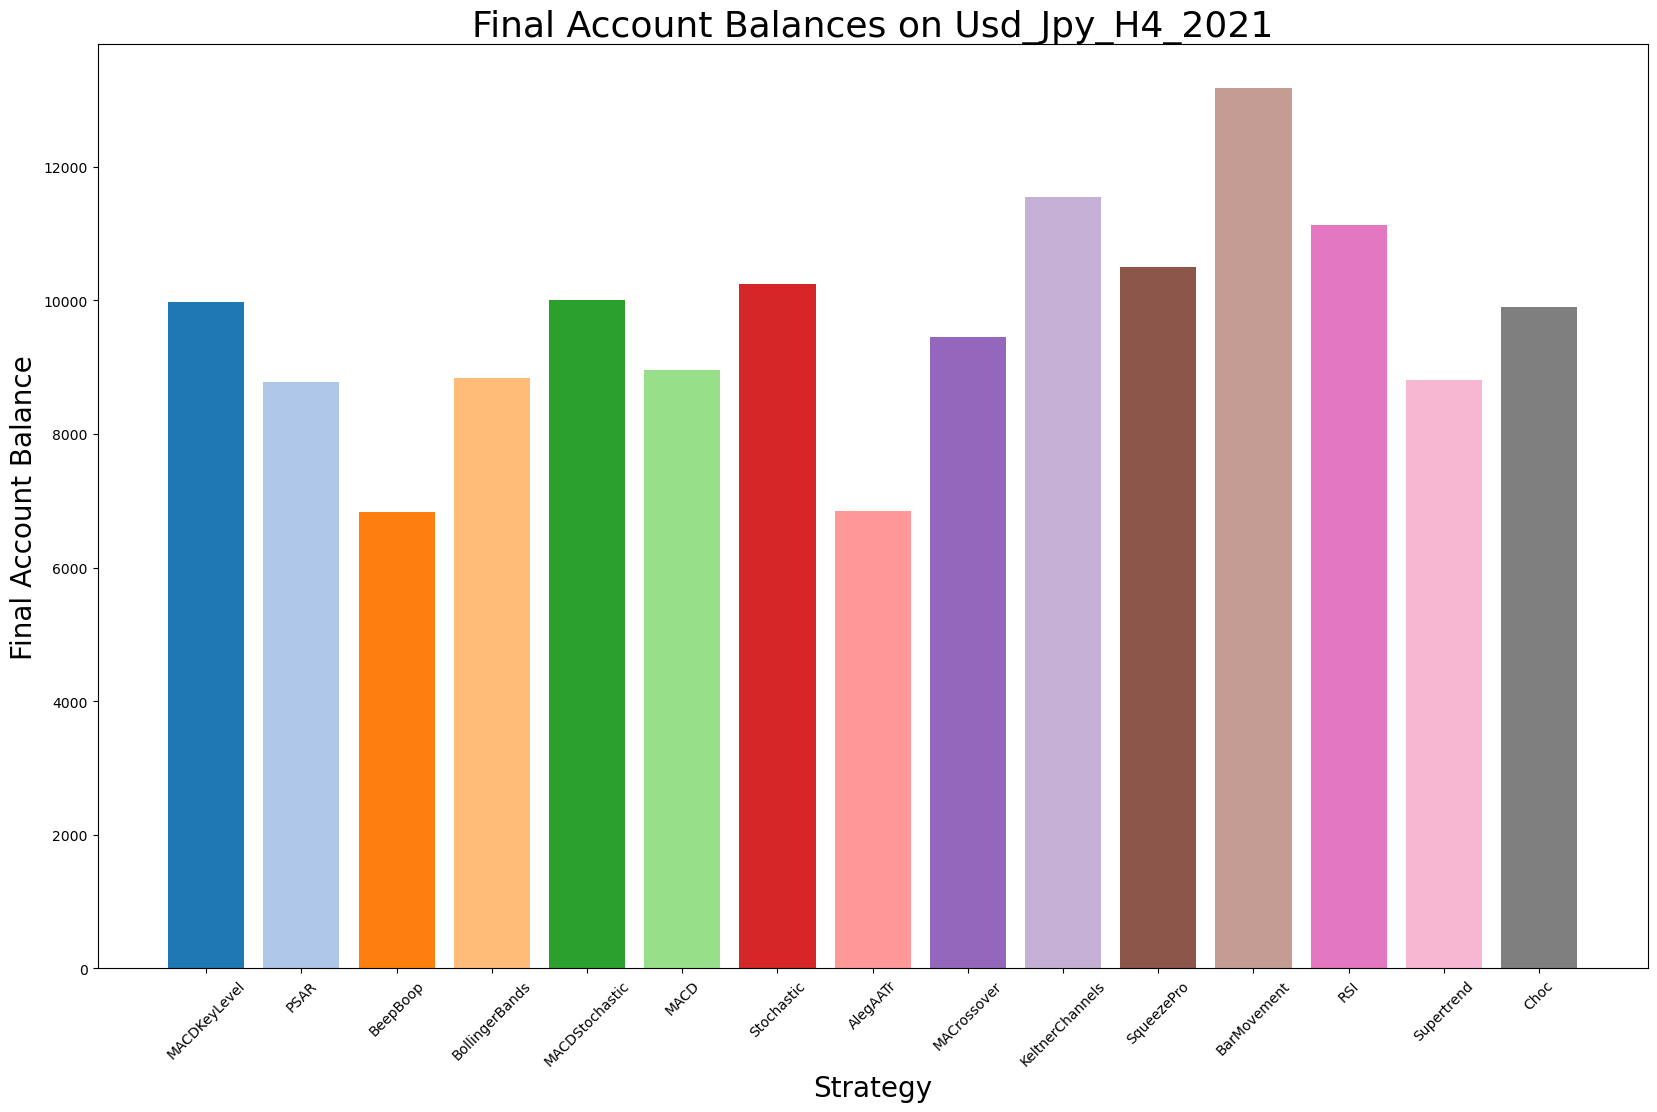 Final Account Balances on Usd_Jpy_H4_2021
Final Account Balance
12000
10000
8000
6000
4000
2000
0
MACDKeyLevel
PSAR
BeepBoop
BollingerBands
MACDStochastic
MACD
Stochastic
AlegAATr
MACrossover
KeltnerChannels
SqueezePro
BarMovement
RSI
Supertrend
Choc
Strategy